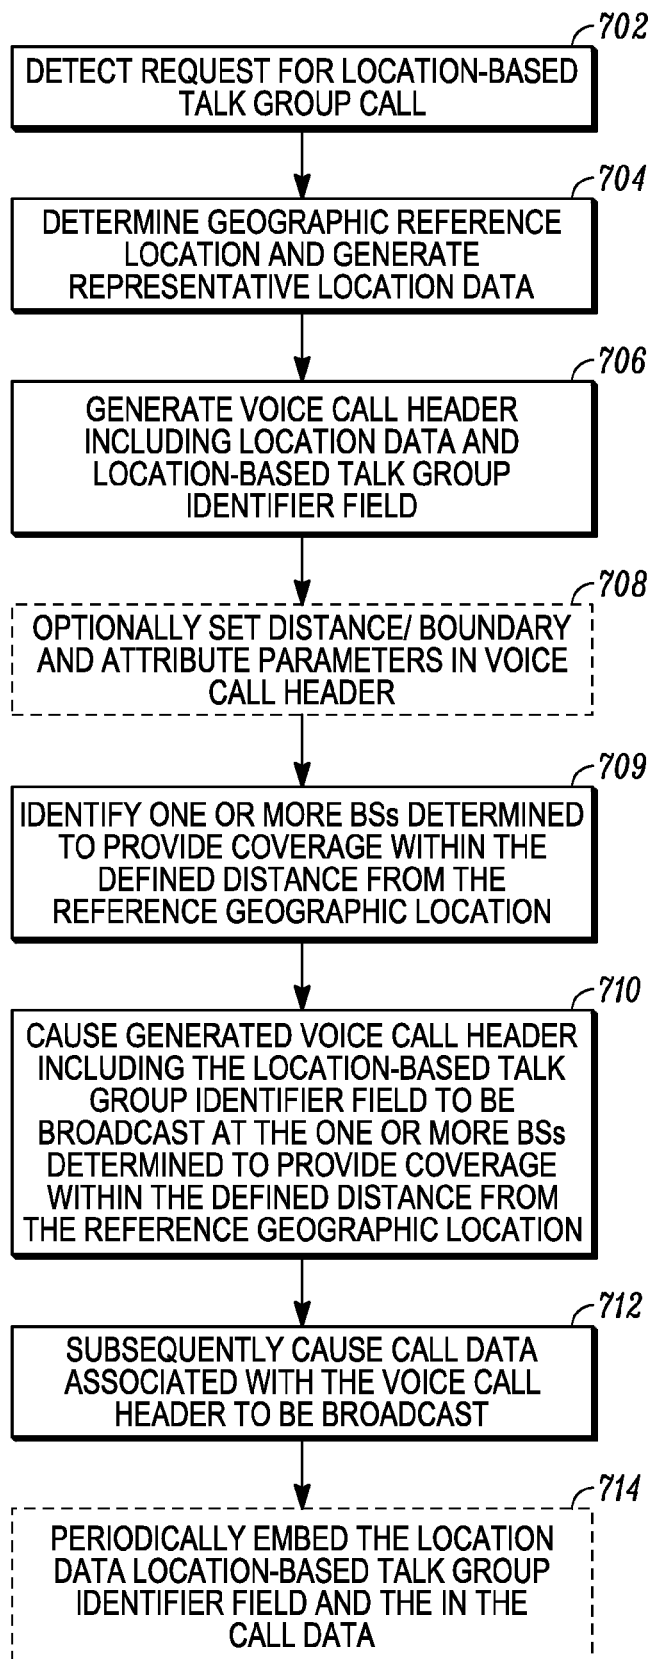 702
DETECT REQUEST FOR LOCATION-BASED
TALK GROUP CALL
704
DETERMINE GEOGRAPHIC REFERENCE
LOCATION AND GENERATE
REPRESENTATIVE LOCATION DATA
706
GENERATE VOICE CALL HEADER
INCLUDING LOCATION DATA AND
LOCATION-BASED TALK GROUP
IDENTIFIER FIELD
708
OPTIONALLY SET DISTANCE/ BOUNDARY
AND ATTRIBUTE PARAMETERS IN VOICE
CALL HEADER
709
IDENTIFY ONE OR MORE BSs DETERMINED
TO PROVIDE COVERAGE WITHIN THE
DEFINED DISTANCE FROM THE
REFERENCE GEOGRAPHIC LOCATION
710
CAUSE GENERATED VOICE CALL HEADER
INCLUDING THE LOCATION-BASED TALK
GROUP IDENTIFIER FIELD TO BE
BROADCAST AT THE ONE OR MORE BSs
DETERMINED TO PROVIDE COVERAGE
WITHIN THE DEFINED DISTANCE FROM
THE REFERENCE GEOGRAPHIC LOCATION
712
SUBSEQUENTLY CAUSE CALL DATA
ASSOCIATED WITH THE VOICE CALL
HEADER TO BE BROADCAST
714
PERIODICALLY EMBED THE LOCATION
DATA LOCATION-BASED TALK GROUP
IDENTIFIER FIELD AND THE IN THE
CALL DATA